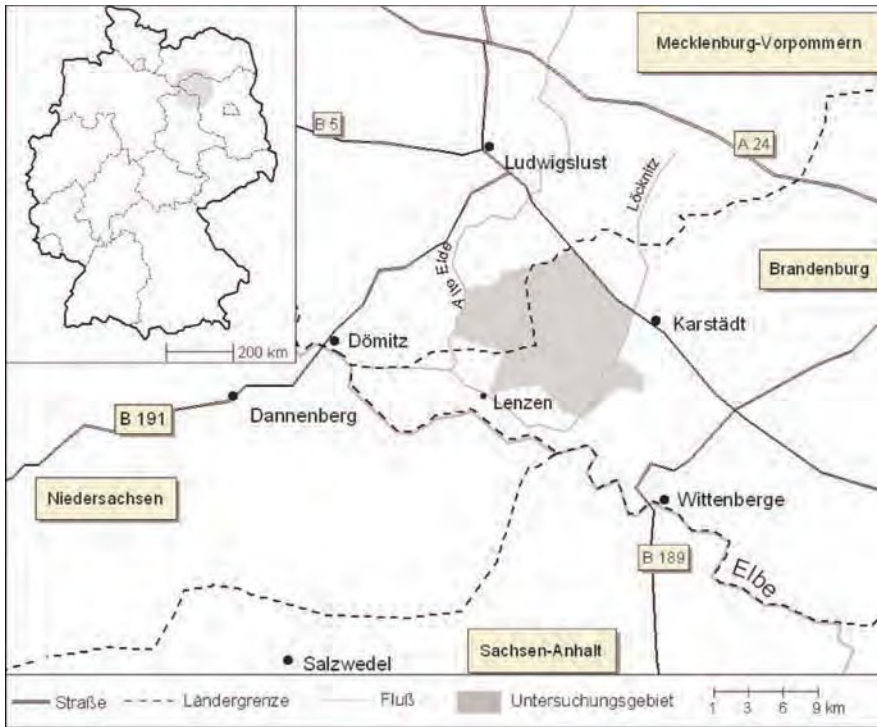 Mecklenburg-Vorpommern
B 5
Ludwigslust
A 24
Löcknitz
Alte Elde
Brandenburg
Karstädt
200 km
Dömitz
Lenzen
B 191
Dannenberg
Niedersachsen
Wittenberge
B 189
Elbe
Sachsen-Anhalt
Salzwedel
Straße
Ländergrenze
Fluß
Untersuchungsgebiet
1 3 6 9 km